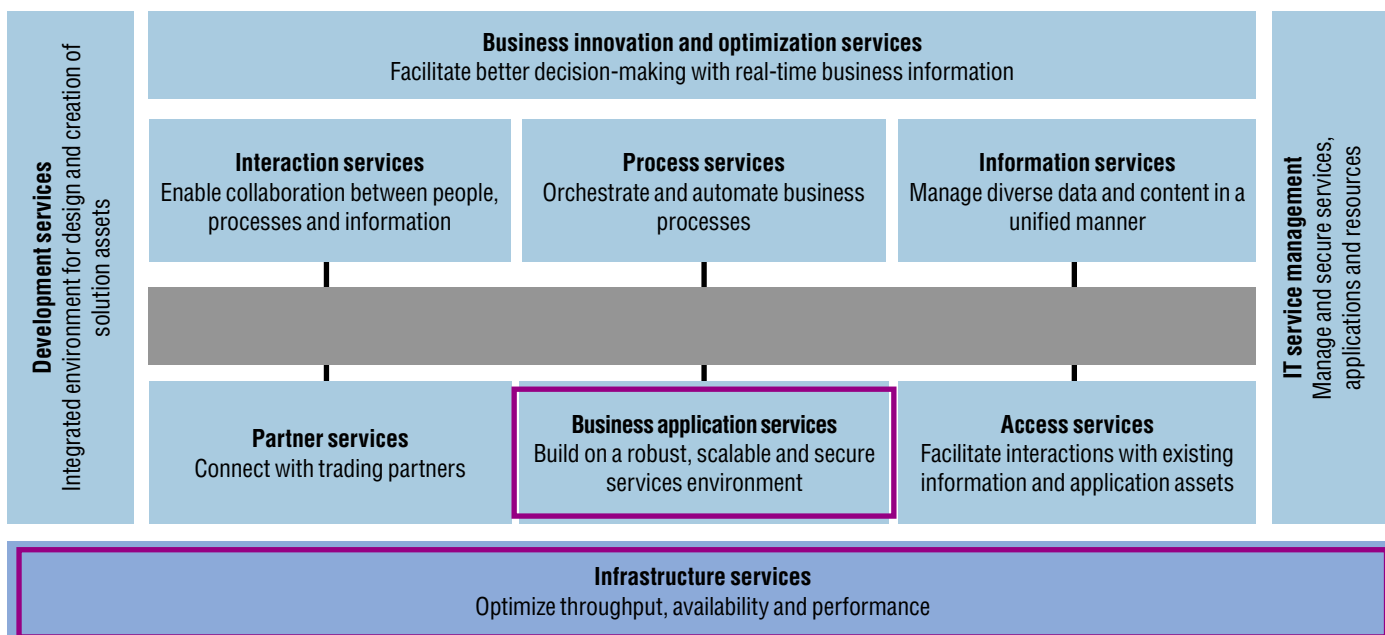 Development services
Integrated environment for design and creation of
solution assets
Business innovation and optimization services
Facilitate better decision-making with real-time business information
Interaction services
Enable collaboration between people,
processes and information
Process services
Orchestrate and automate business
processes
Information services
Manage diverse data and content in a
unified manner
Partner services
Connect with trading partners
Business application services
Build on a robust, scalable and secure
services environment
Access services
Facilitate interactions with existing
information and application assets
IT service management
Manage and secure services,
applications and resources
Infrastructure services
Optimize throughput, availability and performance